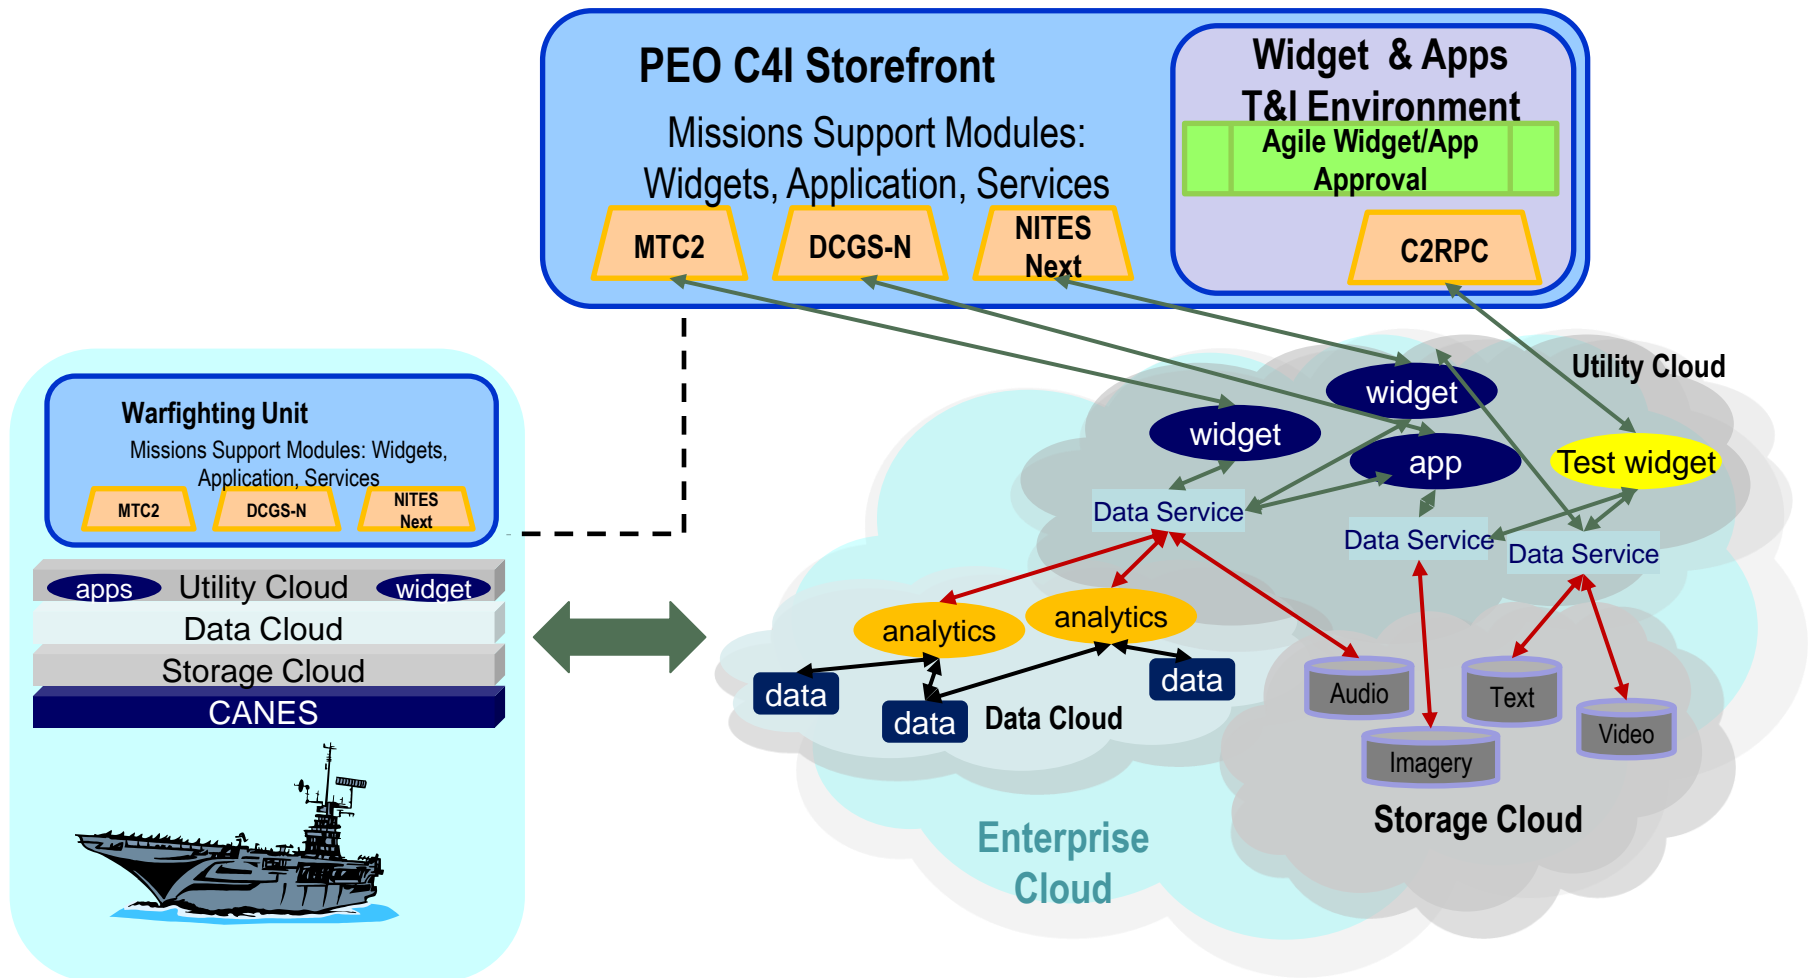 PEO C4I Storefront
Missions Support Modules:
Widgets, Application, Services
MTC2
DCGS-N
NITES
Next
Widget & Apps
T&I Environment
Agile Widget/App
Approval
C2RPC
Warfighting Unit
Missions Support Modules: Widgets,
Application, Services
MTC2
DCGS-N
NITES
Next
apps
Utility Cloud
widget
Data Cloud
Storage Cloud
CANES
Utility Cloud
widget
widget
app
Test widget
Data Service
Data Service
Data Service
analytics
analytics
data
data
data
Data Cloud
Audio
Text
Video
Imagery
Storage Cloud
Enterprise
Cloud